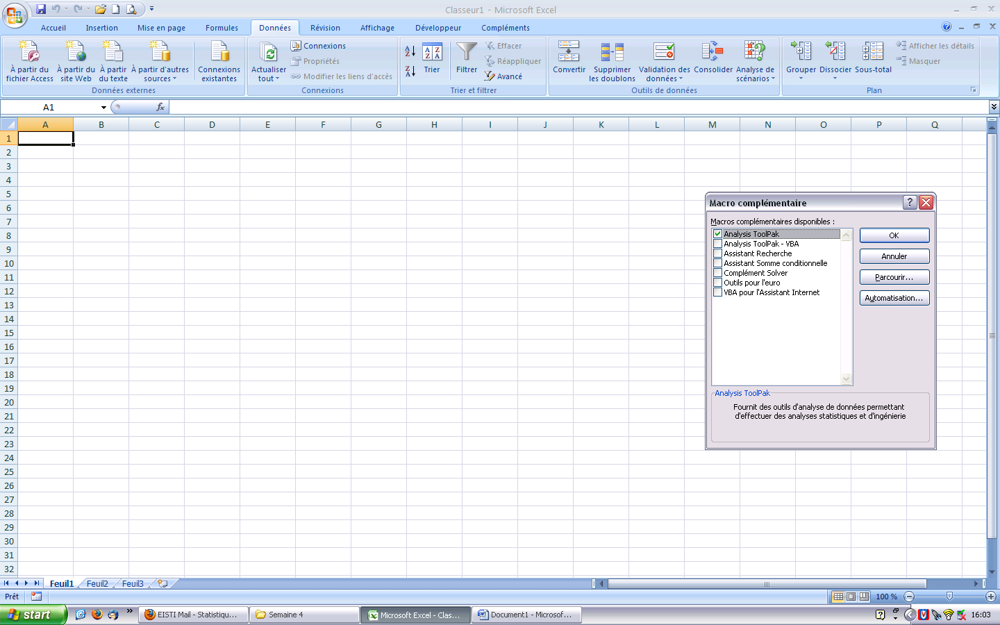 Classeur1 - Microsoft Excel
Accueil Insertion Mise en page Formules Données Révision Affichage Développeur Compléments
À partir du fichier Access
À partir du site Web
À partir du texte
À partir d'autres sources
Données externes
Connexions existantes
Actualiser tout
Connexions
Propriétés
Modifier les liens d'accès
Connexions
Trier
Filtrer
Effacer
Réappliquer
Avancé
Trier et filtrer
Convertir
Supprimer les doublons
Validation des données
Consolider
Analyse de scénarios
Outils de données
Grouper
Dissocier
Sous-total
Afficher les détails
Masquer
Plan
A1 fx
A B C D E F G H I J K L M N O P Q
1
2
3
4
5
6
7
8
9
10
11
12
13
14
15
16
17
18
19
20
21
22
23
24
25
26
27
28
29
30
31
32
Macro complémentaire
Macros complémentaires disponibles :
Analysis ToolPak
Analysis ToolPak - VBA
Assistant Recherche
Assistant Somme conditionnelle
Complément Solver
Outils pour l'euro
VBA pour l'Assistant Internet
OK
Annuler
Parcourir...
Automatisation...
Analysis ToolPak
Fournit des outils d'analyse de données permettant
d'effectuer des analyses statistiques et d'ingénierie
Feuil1 Feuil2 Feuil3
Prêt 100 %
start EISTI Mail - Statistiqu... Semaine 4 Microsoft Excel - Clas... Document1 - Microsof... 16:03